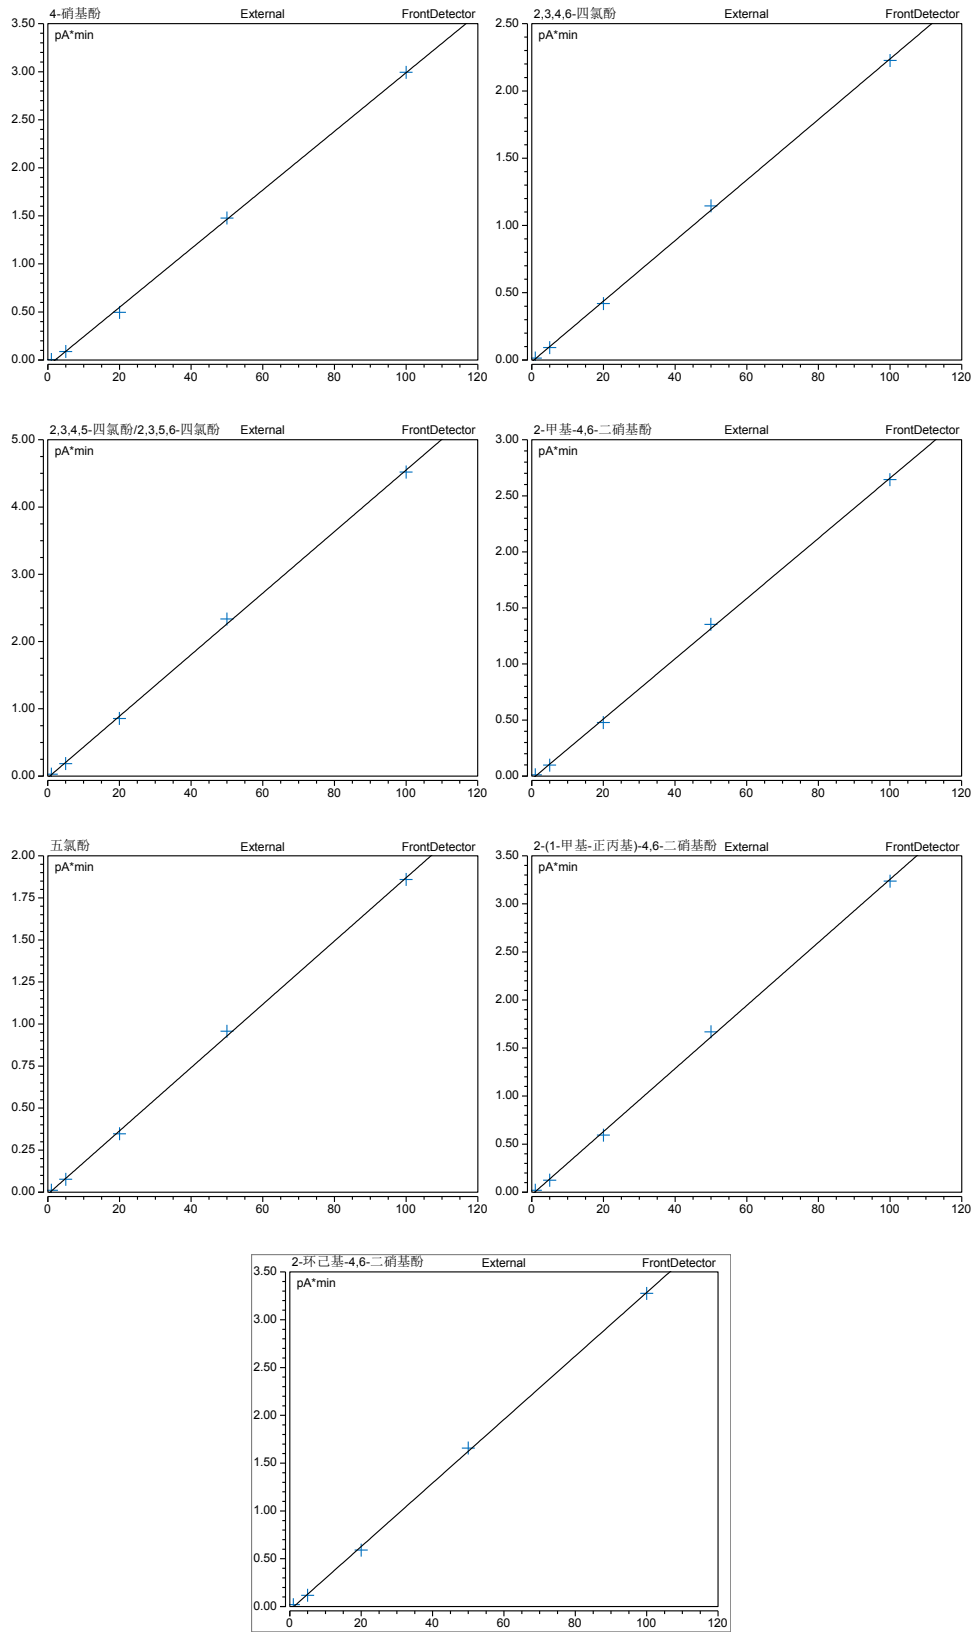 4-硝基酚 External FrontDetector
3.50
pA*min
3.00
2.50
2.00
1.50
1.00
0.50
0.00
0 20 40 60 80 100 120
2,3,4,6-四氯酚 External FrontDetector
2.50
pA*min
2.00
1.50
1.00
0.50
0.00
0 20 40 60 80 100 120
2,3,4,5-四氯酚/2,3,5,6-四氯酚 External FrontDetector
5.00
pA*min
4.00
3.00
2.00
1.00
0.00
0 20 40 60 80 100 120
2-甲基-4,6-二硝基酚 External FrontDetector
3.00
pA*min
2.50
2.00
1.50
1.00
0.50
0.00
0 20 40 60 80 100 120
五氯酚 External FrontDetector
2.00
pA*min
1.75
1.50
1.25
1.00
0.75
0.50
0.25
0.00
0 20 40 60 80 100 120
2-(1-甲基-正丙基)-4,6-二硝基酚 External FrontDetector
3.50
pA*min
3.00
2.50
2.00
1.50
1.00
0.50
0.00
0 20 40 60 80 100 120
2-环己基-4,6-二硝基酚 External FrontDetector
3.50
pA*min
3.00
2.50
2.00
1.50
1.00
0.50
0.00
0 20 40 60 80 100 120